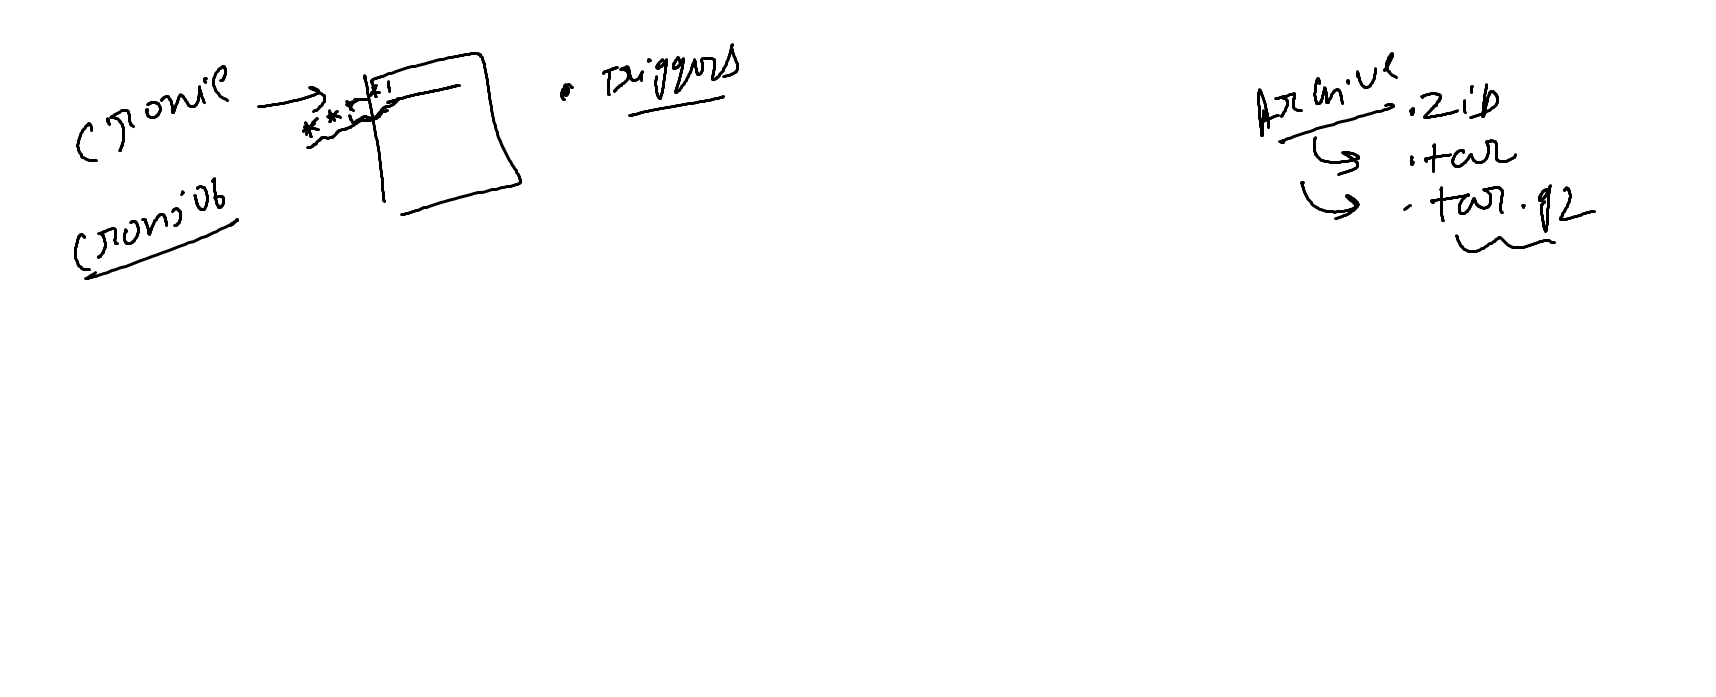 cronie
* * * *
Triggers
cronjob
Archive
.zip
.tar
.tar.gz